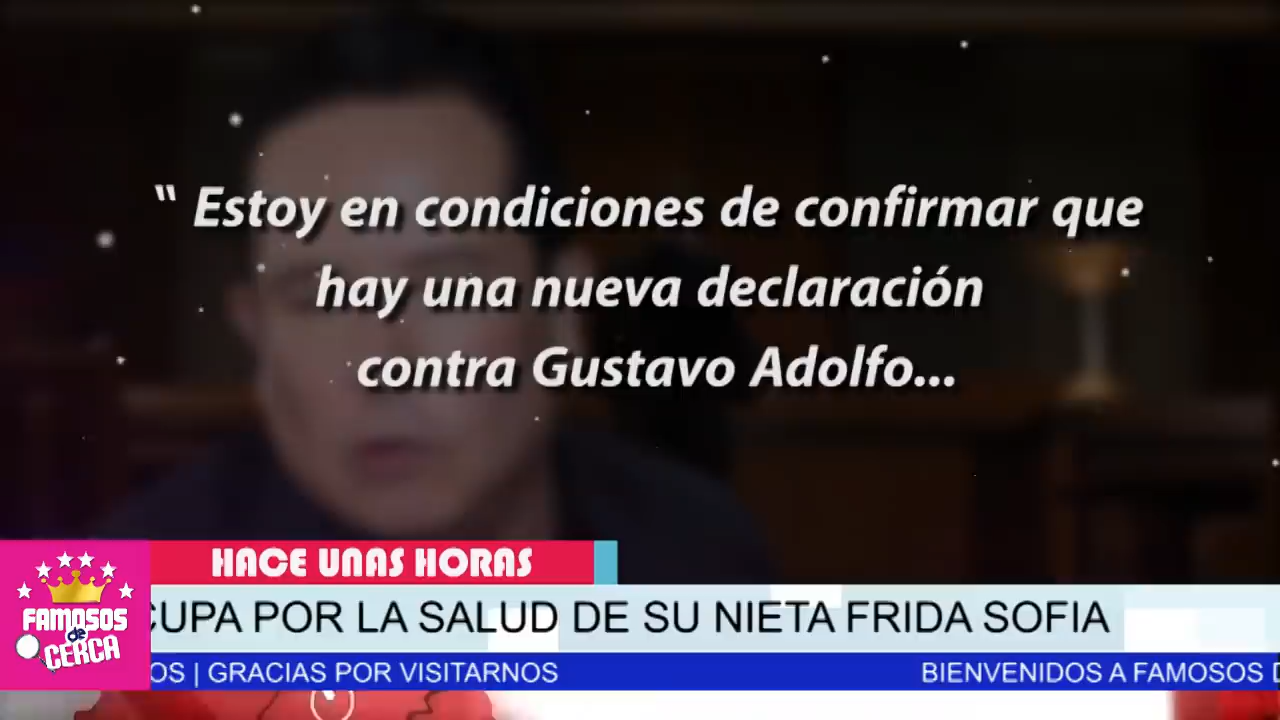 “ Estoy en condiciones de confirmar que
hay una nueva declaración
contra Gustavo Adolfo...
HACE UNAS HORAS
CUPA POR LA SALUD DE SU NIETA FRIDA SOFIA
FAMOSOS
de
CERCA
OS | GRACIAS POR VISITARNOS
BIENVENIDOS A FAMOSOS D